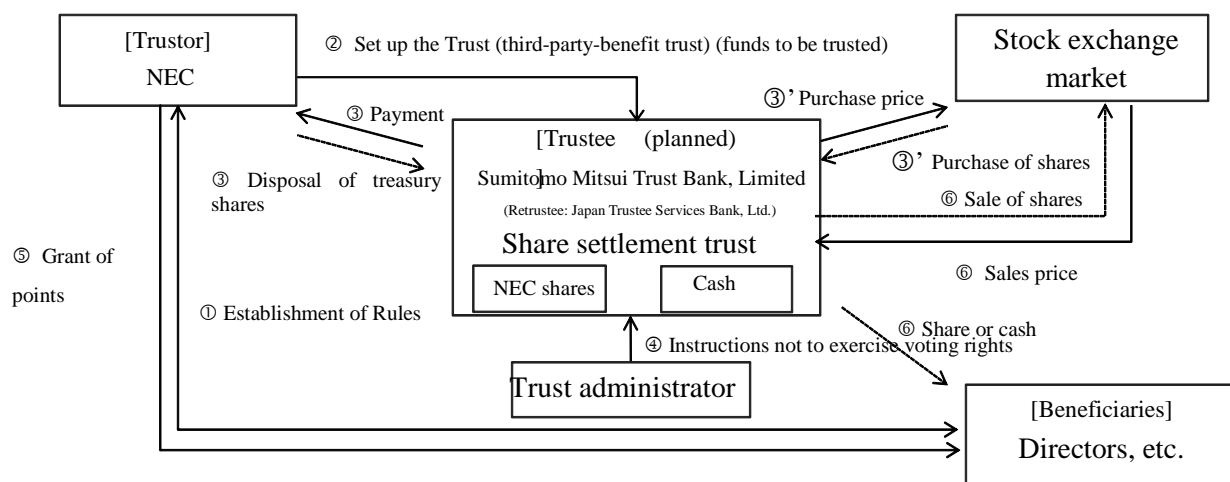 [Trustor]
NEC
② Set up the Trust (third-party-benefit trust) (funds to be trusted)
Stock exchange
market
③ Payment
③’ Purchase price
[Trustee (planned)
Sumitomo] Mitsui Trust Bank, Limited
(Retrustee: Japan Trustee Services Bank, Ltd.)
Share settlement trust
NEC shares
Cash
③ Disposal of treasury
shares
③’ Purchase of shares
⑥ Sale of shares
⑥ Sales price
⑤ Grant of
points
① Establishment of Rules
⑥ Share or cash
④ Instructions not to exercise voting rights
Trust administrator
[Beneficiaries]
Directors, etc.